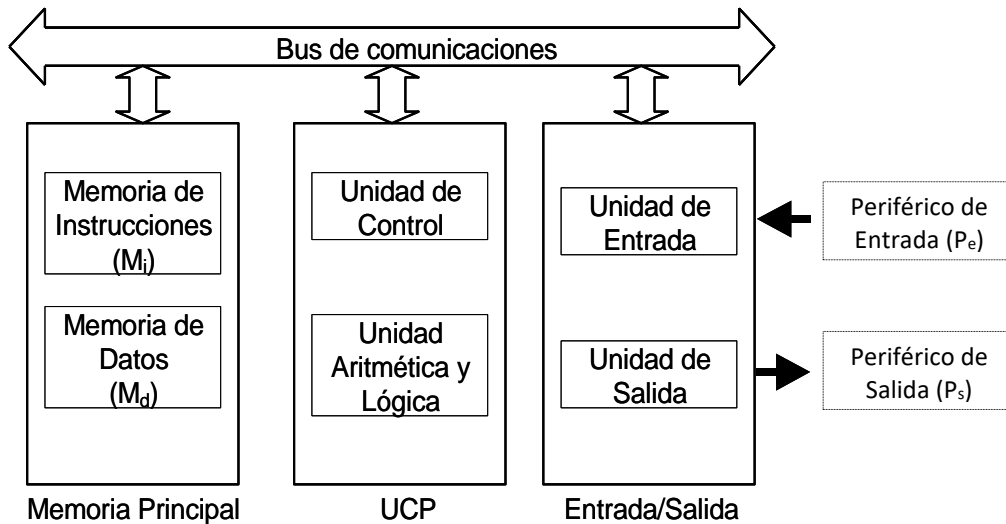 Bus de comunicaciones
Memoria de
Instrucciones
(Mi)
Memoria de
Datos
(Md)
Memoria Principal
Unidad de
Control
Unidad
Aritmética y
Lógica
UCP
Unidad de
Entrada
Unidad de
Salida
Entrada/Salida
Periférico de
Entrada (Pe)
Periférico de
Salida (Ps)